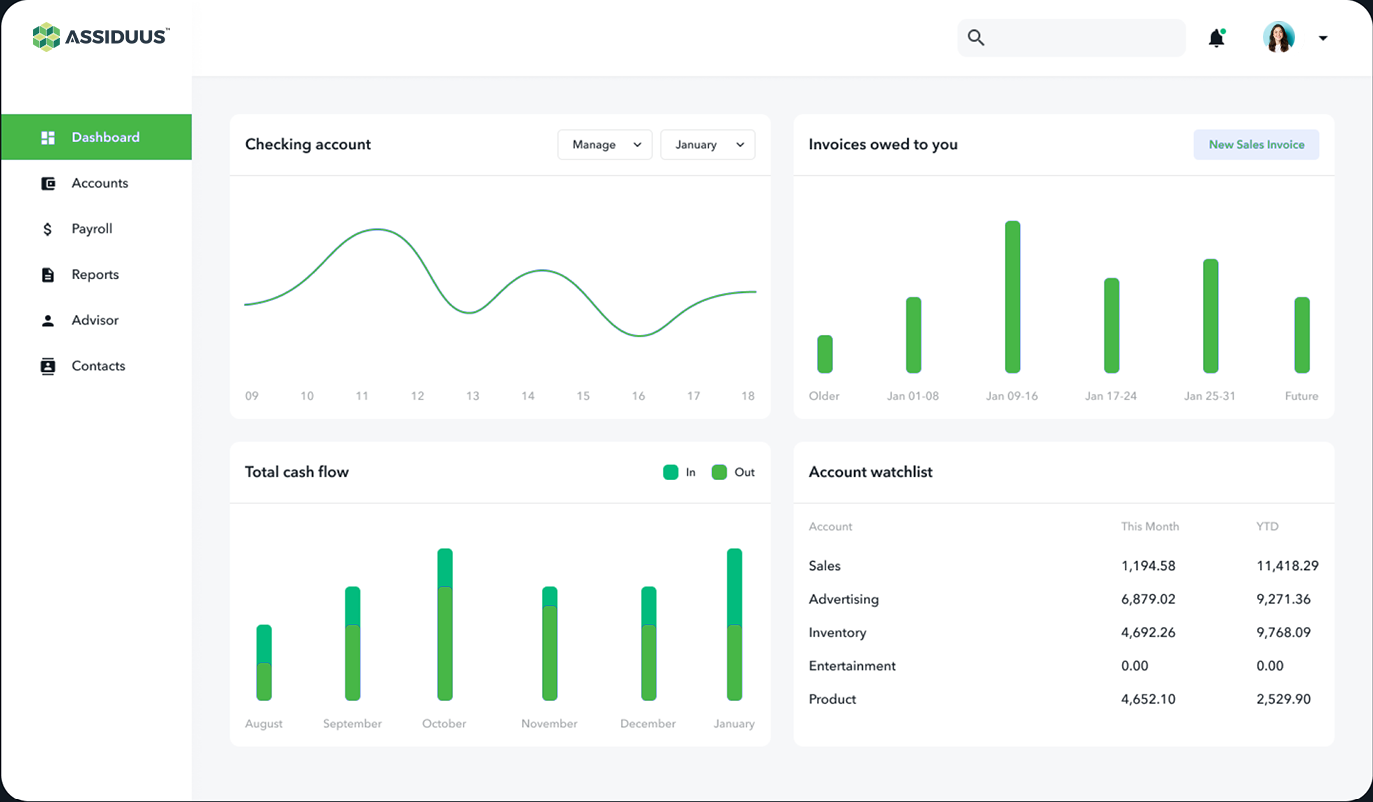 ASSIDUUS™
Dashboard
Accounts
Payroll
Reports
Advisor
Contacts
Checking account
Manage
January
09 10 11 12 13 14 15 16 17 18
Invoices owed to you
New Sales Invoice
Older Jan 01-08 Jan 09-16 Jan 17-24 Jan 25-31 Future
Total cash flow
In Out
August September October November December January
Account watchlist
Account This Month YTD
Sales 1,194.58 11,418.29
Advertising 6,879.02 9,271.36
Inventory 4,692.26 9,768.09
Entertainment 0.00 0.00
Product 4,652.10 2,529.90